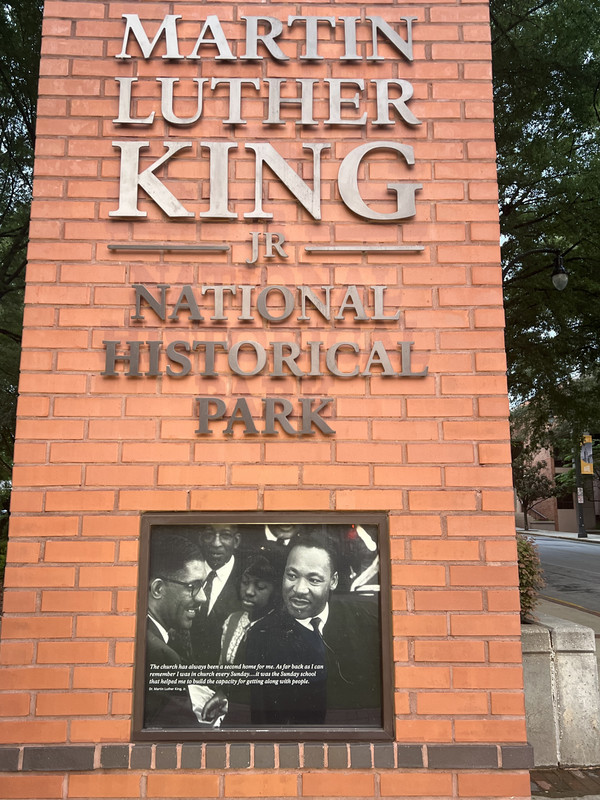 MARTIN
LUTHER
KING
JR
NATIONAL
HISTORICAL
PARK
The church has always been a second home for me. As far back as I can
remember I was in church every Sunday....it was the Sunday school
that helped me to build the capacity for getting along with people.
Dr. Martin Luther King, Jr.